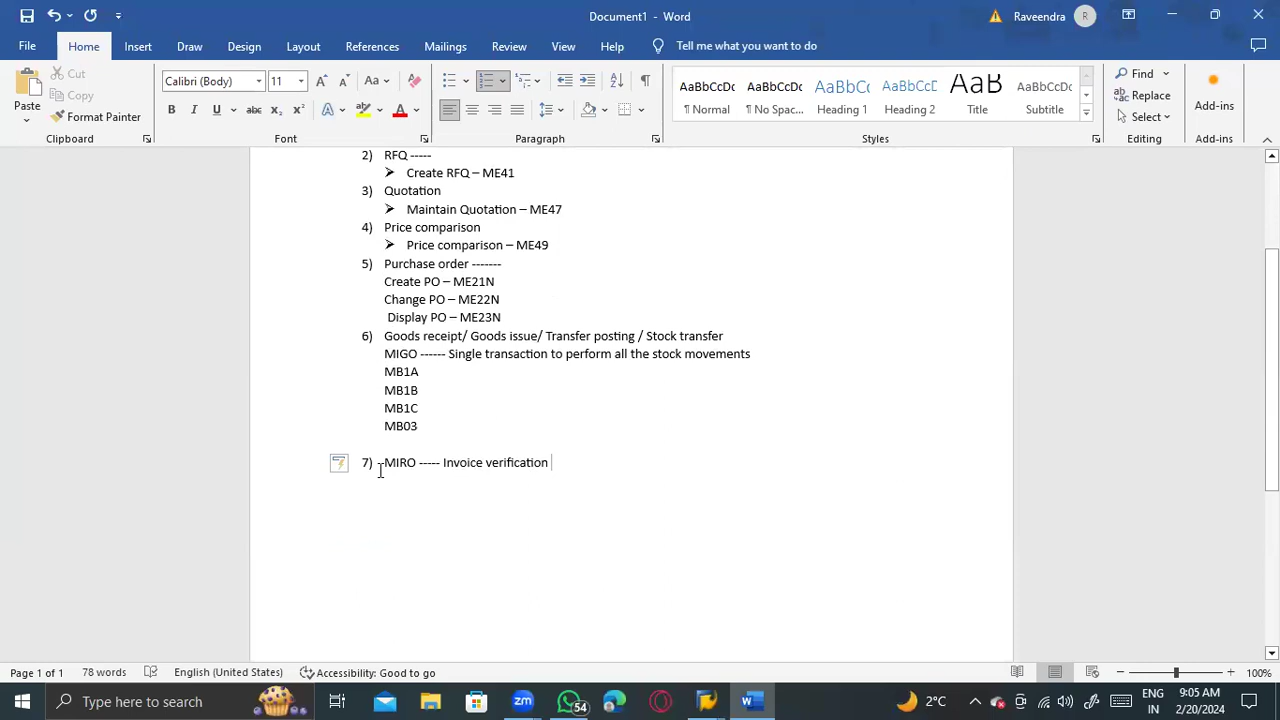 Document1 - Word
Raveendra
R
File
Home
Insert
Draw
Design
Layout
References
Mailings
Review
View
Help
Tell me what you want to do
Paste
Cut
Copy
Format Painter
Clipboard
Calibri (Body)
11
Font
Paragraph
AaBbCcDc
¶ Normal
AaBbCcDc
¶ No Spac...
AaBbCc
Heading 1
AaBbCcD
Heading 2
AaB
Title
AaBbCcD
Subtitle
Styles
Find
Replace
Select
Editing
Add-ins
Add-ins
2) RFQ -----
Create RFQ – ME41
3) Quotation
Maintain Quotation – ME47
4) Price comparison
Price comparison – ME49
5) Purchase order -------
Create PO – ME21N
Change PO – ME22N
Display PO – ME23N
6) Goods receipt/ Goods issue/ Transfer posting / Stock transfer
MIGO ------ Single transaction to perform all the stock movements
MB1A
MB1B
MB1C
MB03
7) MIRO ----- Invoice verification
Page 1 of 1
78 words
English (United States)
Accessibility: Good to go
100%
Type here to search
54
2°C
ENG
IN
9:05 AM
2/20/2024